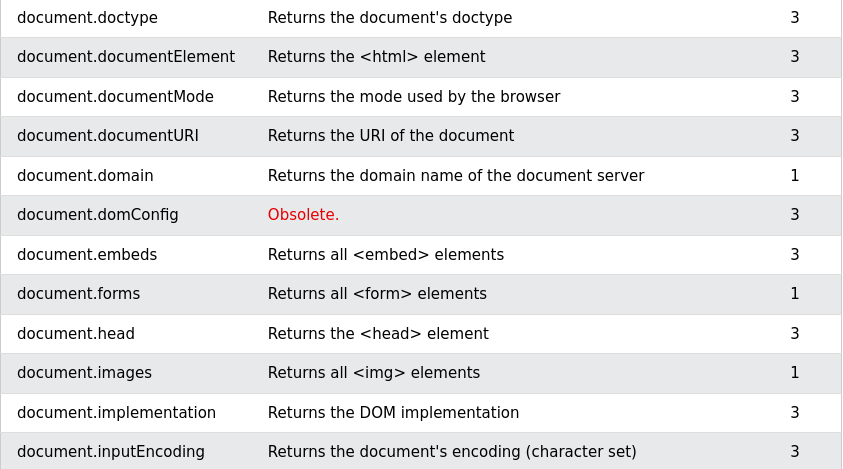 document.doctype Returns the document's doctype 3
document.documentElement Returns the <html> element 3
document.documentMode Returns the mode used by the browser 3
document.documentURI Returns the URI of the document 3
document.domain Returns the domain name of the document server 1
document.domConfig Obsolete. 3
document.embeds Returns all <embed> elements 3
document.forms Returns all <form> elements 1
document.head Returns the <head> element 3
document.images Returns all <img> elements 1
document.implementation Returns the DOM implementation 3
document.inputEncoding Returns the document's encoding (character set) 3